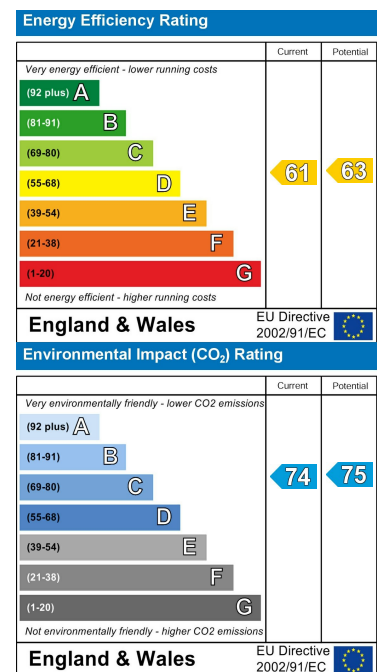 Energy Efficiency Rating
Current Potential
Very energy efficient - lower running costs
(92 plus) A
(81-91) B
(69-80) C
(55-68) D
61 63
(39-54) E
(21-38) F
(1-20) G
Not energy efficient - higher running costs
England & Wales
EU Directive
2002/91/EC
Environmental Impact (CO₂) Rating
Current Potential
Very environmentally friendly - lower CO2 emissions
(92 plus) A
(81-91) B
(69-80) C
74 75
(55-68) D
(39-54) E
(21-38) F
(1-20) G
Not environmentally friendly - higher CO2 emissions
England & Wales
EU Directive
2002/91/EC